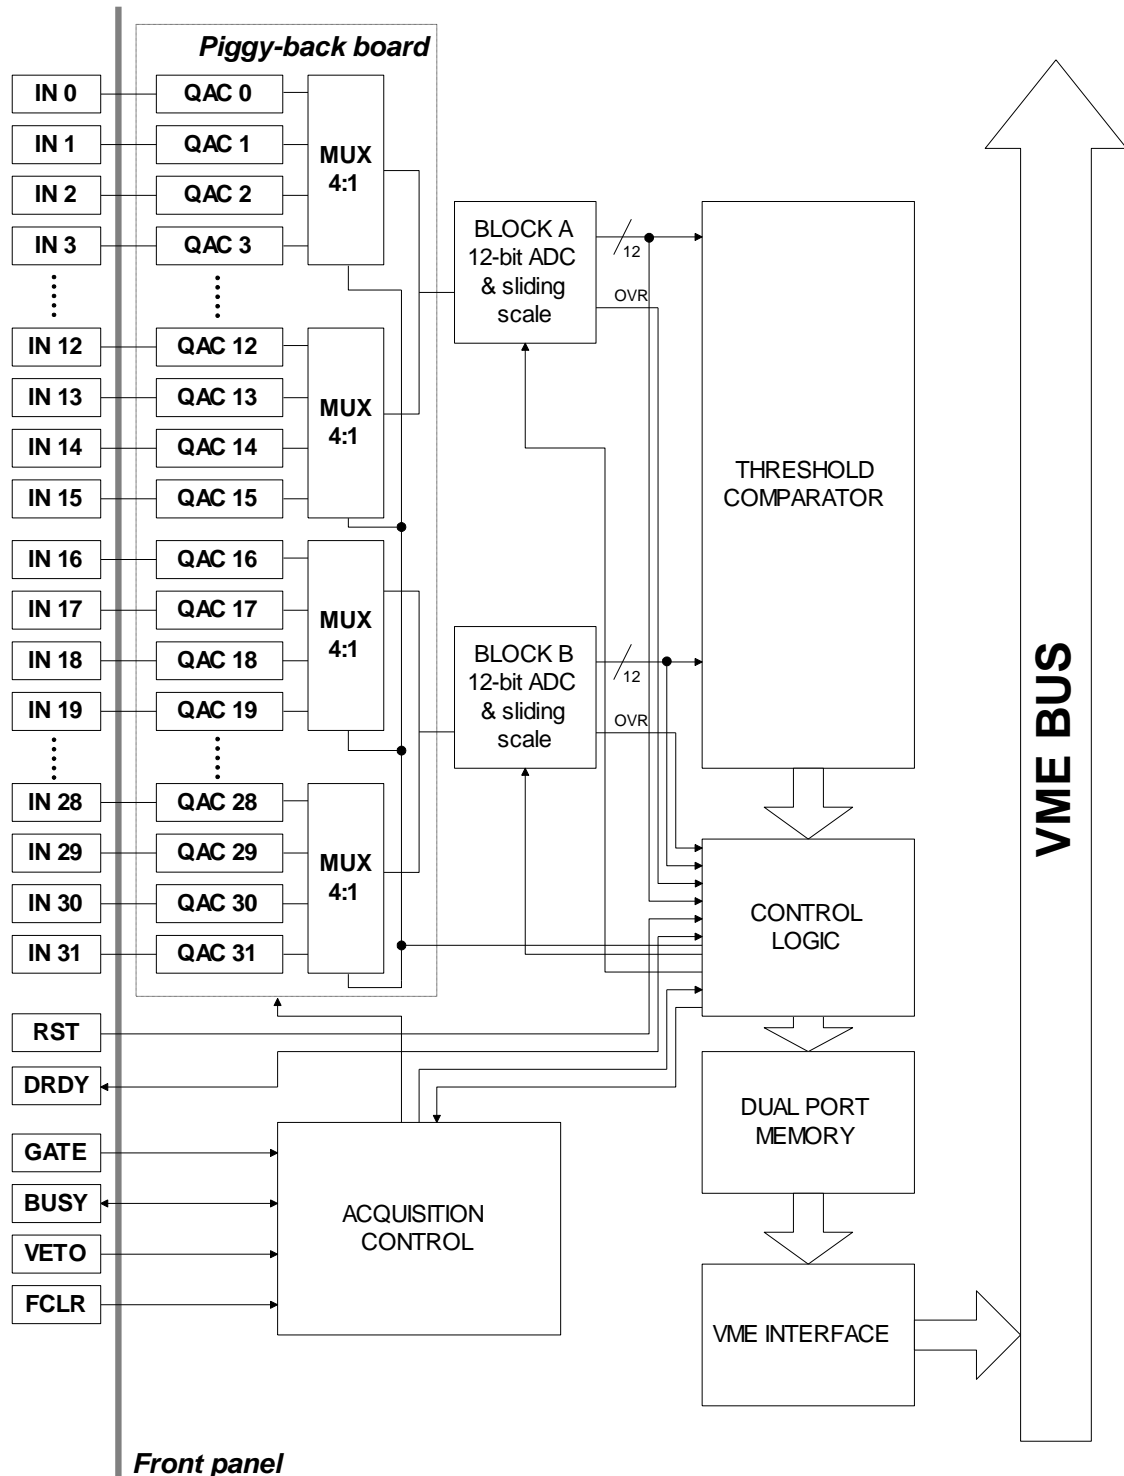 Piggy-back board
IN 0
QAC 0
IN 1
QAC 1
IN 2
QAC 2
IN 3
QAC 3
MUX
4:1
IN 12
QAC 12
IN 13
QAC 13
IN 14
QAC 14
IN 15
QAC 15
MUX
4:1
IN 16
QAC 16
IN 17
QAC 17
IN 18
QAC 18
IN 19
QAC 19
MUX
4:1
IN 28
QAC 28
IN 29
QAC 29
IN 30
QAC 30
IN 31
QAC 31
MUX
4:1
BLOCK A
12-bit ADC
& sliding
scale
12
OVR
BLOCK B
12-bit ADC
& sliding
scale
12
OVR
THRESHOLD
COMPARATOR
CONTROL
LOGIC
DUAL PORT
MEMORY
VME INTERFACE
VME BUS
RST
DRDY
GATE
BUSY
VETO
FCLR
ACQUISITION
CONTROL
Front panel